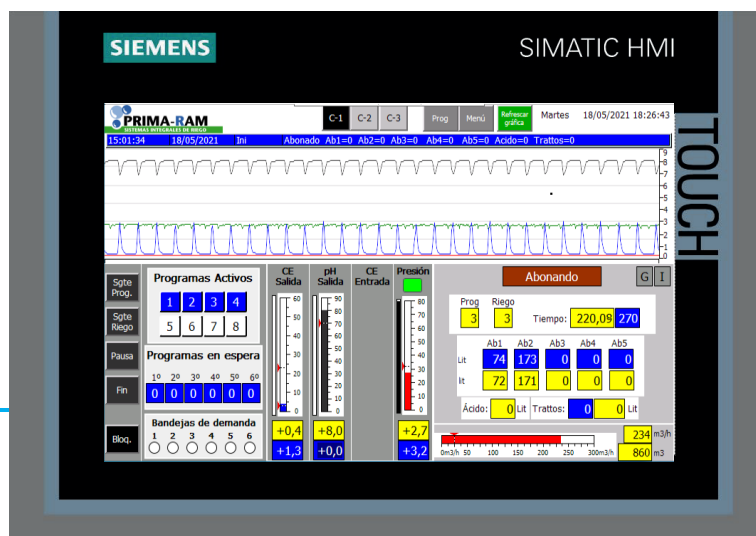 SIEMENS
SIMATIC HMI
TOUCH
PRIMA-RAM
SISTEMAS INTEGRALES DE RIEGO
C-1 C-2 C-3 Prog Menú Refrescar gráfica Martes 18/05/2021 18:26:43
15:01:34 18/05/2021 Ini Abonado Ab1=0 Ab2=0 Ab3=0 Ab4=0 Ab5=0 Acido=0 Trattos=0
9
8
7
6
5
4
3
2
1
0
Sgte Prog.
Sgte Riego
Pausa
Fin
Bloq.
Programas Activos
1 2 3 4
5 6 7 8
Programas en espera
1º 2º 3º 4º 5º 6º
0 0 0 0 0 0
Bandejas de demanda
1 2 3 4 5 6
CE Salida
60
50
40
30
20
10
0
+0,4
+1,3
pH Salida
90
80
70
60
50
40
30
20
10
0
+8,0
+0,0
CE Entrada
Presión
80
70
60
50
40
30
20
10
0
+2,7
+3,2
Abonando G I
Prog Riego
3 3 Tiempo: 220,09 270
Ab1 Ab2 Ab3 Ab4 Ab5
Lit 74 173 0 0 0
lit 72 171 0 0 0
Ácido: 0 Lit Trattos: 0 0 Lit
234 m3/h
0m3/h 50 100 150 200 250 300m3/h 860 m3